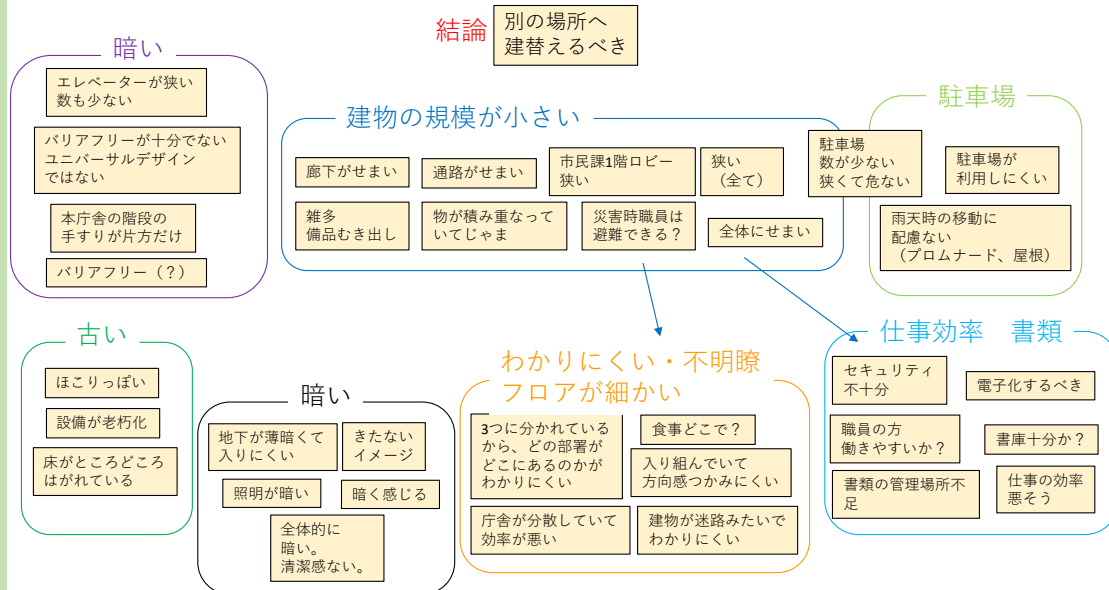 結論
別の場所へ
建替えるべき
暗い
エレベーターが狭い
数も少ない
バリアフリーが十分でない
ユニバーサルデザイン
ではない
本庁舎の階段の
手すりが片方だけ
バリアフリー（？）
建物の規模が小さい
廊下がせまい
通路がせまい
市民課1階ロビー
狭い
狭い
（全て）
雑多
備品むき出し
物が積み重なって
いてじゃま
災害時職員は
避難できる？
全体にせまい
駐車場
駐車場
数が少ない
狭くて危ない
駐車場が
利用しにくい
雨天時の移動に
配慮ない
（プロムナード、屋根）
古い
ほこりっぽい
設備が老朽化
床がところどころ
はがれている
暗い
地下が薄暗くて
入りにくい
きたない
イメージ
照明が暗い
暗く感じる
全体的に
暗い。
清潔感ない。
わかりにくい・不明瞭
フロアが細かい
3つに分かれている
から、どの部署が
どこにあるのかが
わかりにくい
食事どこで？
入り組んでいて
方向感つかみにくい
庁舎が分散していて
効率が悪い
建物が迷路みたいで
わかりにくい
仕事効率　書類
セキュリティ
不十分
電子化するべき
職員の方
働きやすいか？
書庫十分か？
書類の管理場所不
足
仕事の効率
悪そう